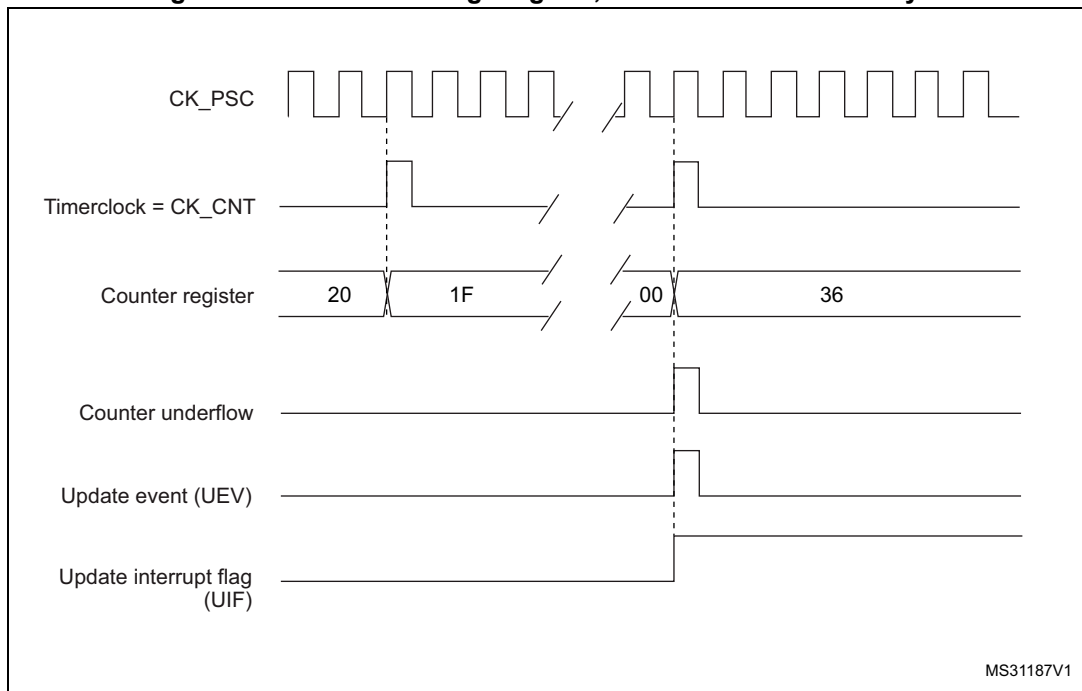 CK_PSC
Timerclock = CK_CNT
Counter register
20
1F
00
36
Counter underflow
Update event (UEV)
Update interrupt flag
(UIF)
MS31187V1